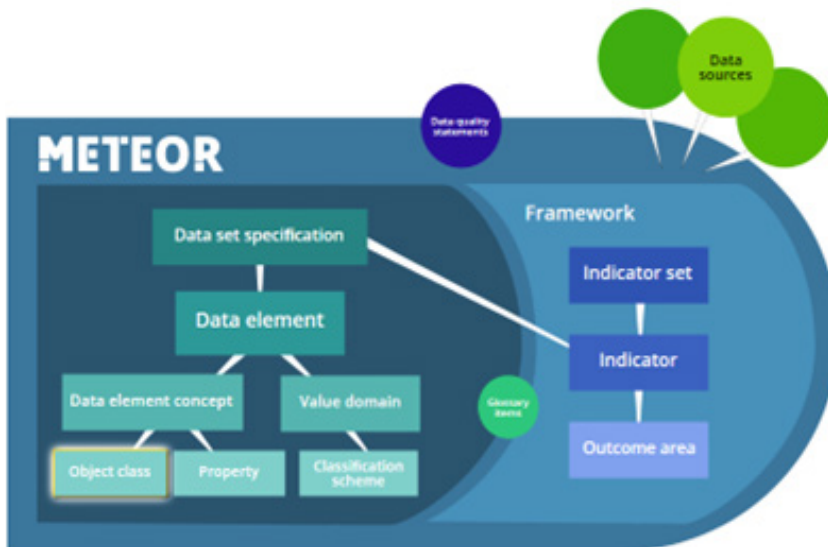 Data
sources
Data quality
statements
METEOR
Framework
Data set specification
Indicator set
Data element
Indicator
Data element concept
Value domain
Glossary
items
Outcome area
Object class
Property
Classification
scheme